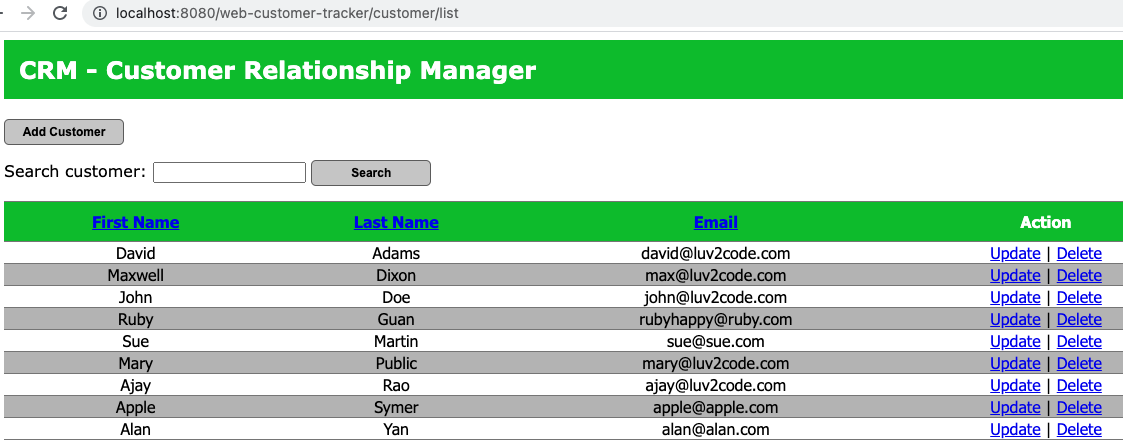 localhost:8080/web-customer-tracker/customer/list
CRM - Customer Relationship Manager
Add Customer
Search customer: Search
First Name Last Name Email Action
David Adams david@luv2code.com Update | Delete
Maxwell Dixon max@luv2code.com Update | Delete
John Doe john@luv2code.com Update | Delete
Ruby Guan rubyhappy@ruby.com Update | Delete
Sue Martin sue@sue.com Update | Delete
Mary Public mary@luv2code.com Update | Delete
Ajay Rao ajay@luv2code.com Update | Delete
Apple Symer apple@apple.com Update | Delete
Alan Yan alan@alan.com Update | Delete